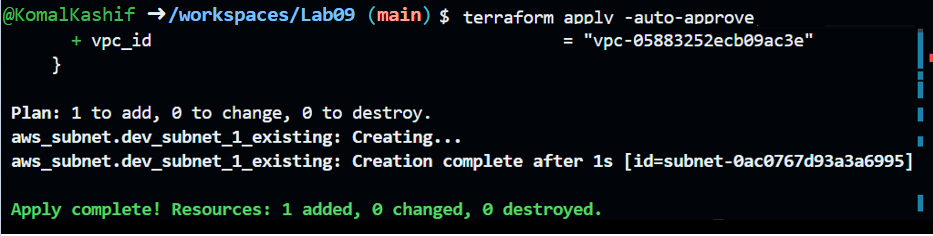 @KomalKashif ➜/workspaces/Lab09 (main) $ terraform apply -auto-approve
+ vpc_id = "vpc-05883252ecb09ac3e"
}
Plan: 1 to add, 0 to change, 0 to destroy.
aws_subnet.dev_subnet_1_existing: Creating...
aws_subnet.dev_subnet_1_existing: Creation complete after 1s [id=subnet-0ac0767d93a3a6995]
Apply complete! Resources: 1 added, 0 changed, 0 destroyed.